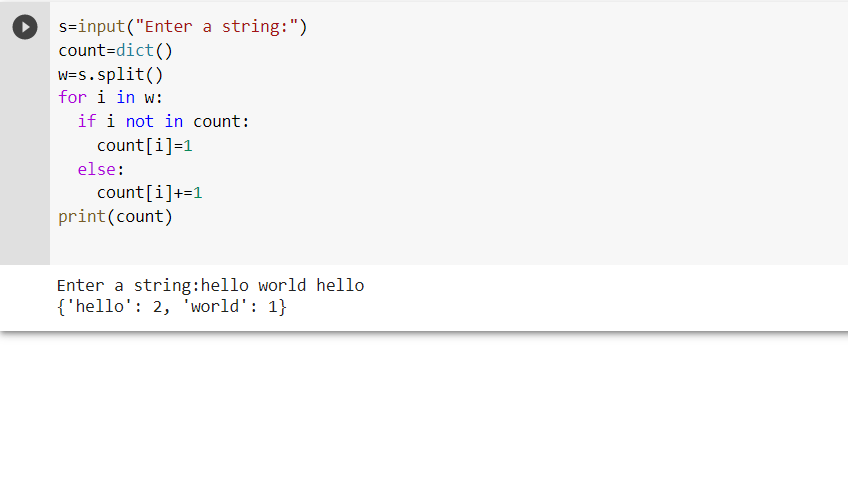 s=input("Enter a string:")
count=dict()
w=s.split()
for i in w:
  if i not in count:
    count[i]=1
  else:
    count[i]+=1
print(count)
Enter a string:hello world hello
{'hello': 2, 'world': 1}